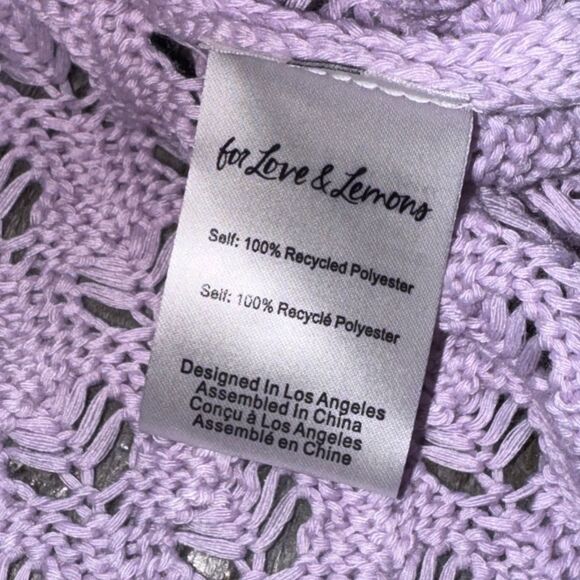 for Love & Lemons
Self: 100% Recycled Polyester
Self: 100% Recyclé Polyester
Designed In Los Angeles
Assembled In China
Conçu à Los Angeles
Assemblé en Chine